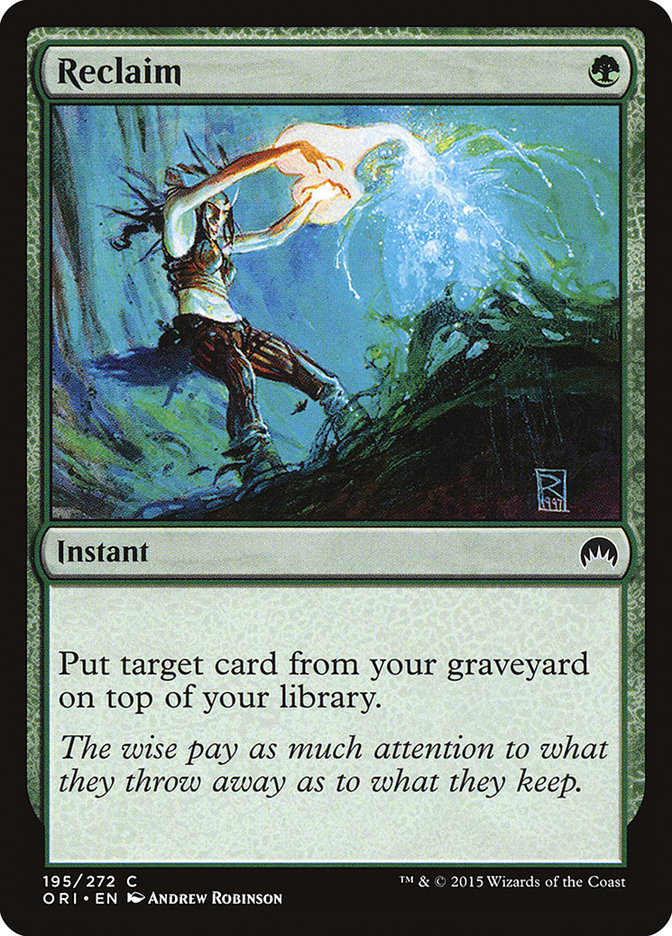 Reclaim
R
1997
Instant
Put target card from your graveyard
on top of your library.
The wise pay as much attention to what
they throw away as to what they keep.
195/272 C
ORI • EN Andrew Robinson
™ & © 2015 Wizards of the Coast